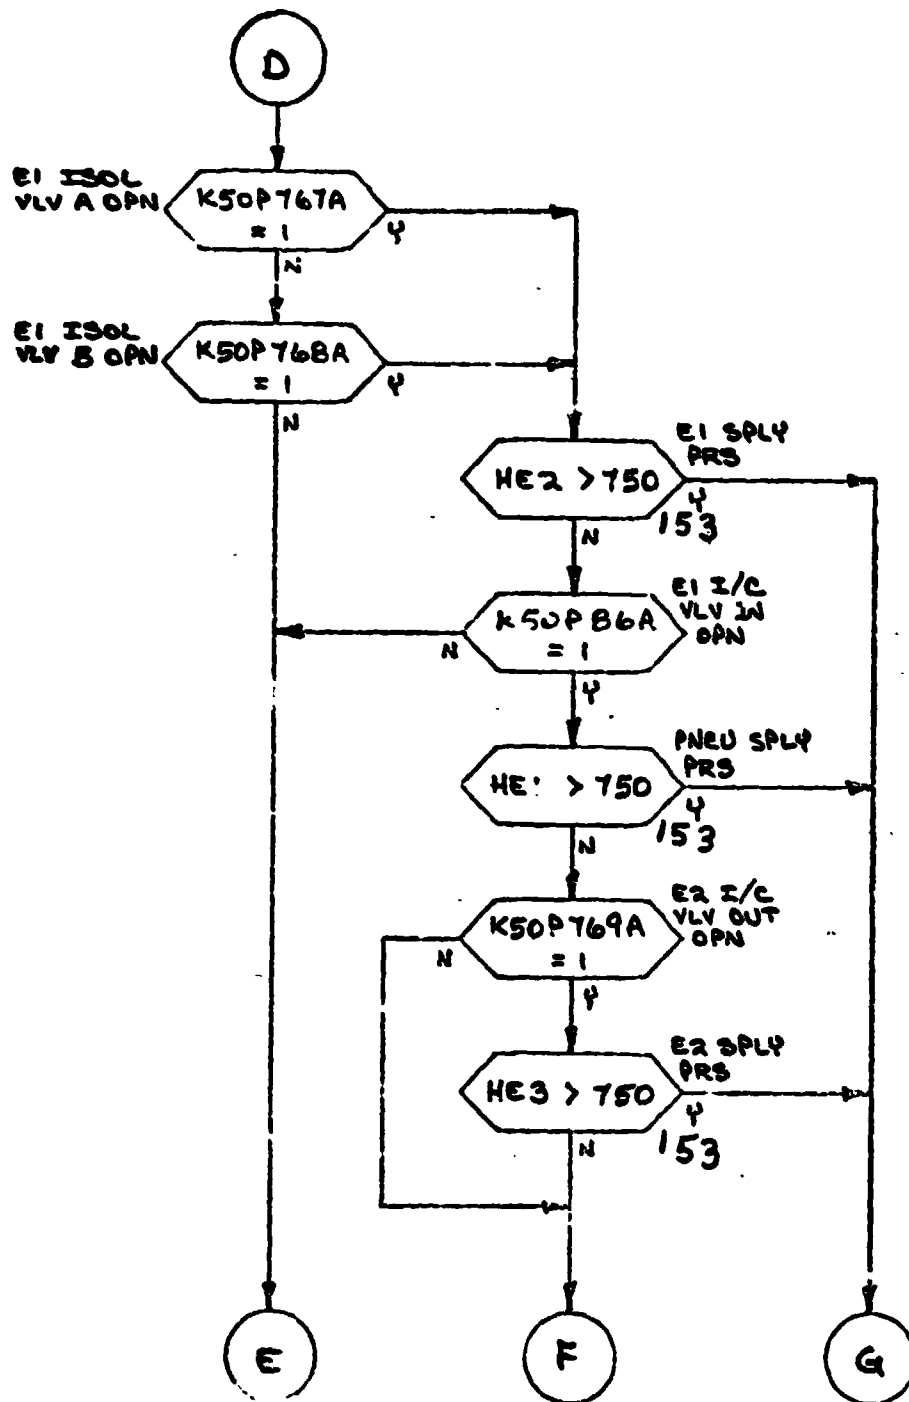 D
E1 ISOL
VLV A OPN
K50P767A
= 1
Y
N
E1 ISOL
VLV B OPN
K50P768A
= 1
Y
N
E1 SPLY
PRS
HE2 > 750
Y
153
N
E1 I/C
VLV IN
OPN
K50P86A
= 1
N
Y
PNEU SPLY
PRS
> 750
Y
153
N
E2 I/C
VLV OUT
OPN
K50P769A
= 1
N
Y
E2 SPLY
PRS
HE3 > 750
Y
153
N
E
F
G